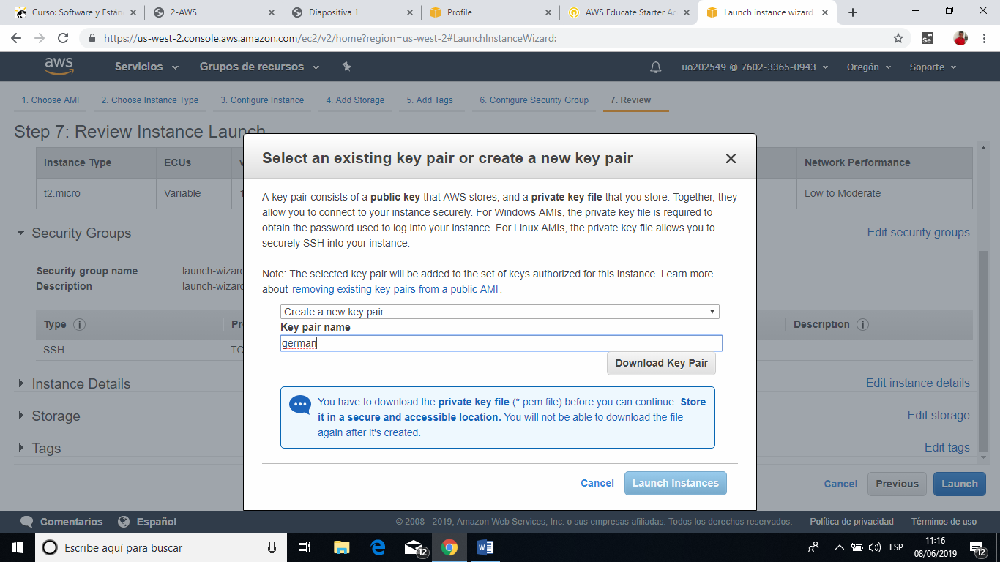 Curso: Software y Están
2-AWS
Diapositiva 1
Profile
AWS Educate Starter Ac
Launch instance wizard
https://us-west-2.console.aws.amazon.com/ec2/v2/home?region=us-west-2#LaunchInstanceWizard:
se
aws
Servicios
Grupos de recursos
uo202549 @ 7602-3365-0943
Oregón
Soporte
1. Choose AMI
2. Choose Instance Type
3. Configure Instance
4. Add Storage
5. Add Tags
6. Configure Security Group
7. Review
Step 7: Review Instance Launch
Instance Type
ECUs
Network Performance
t2.micro
Variable
1
Low to Moderate
Security Groups
Edit security groups
Security group name
launch-wizard
Description
launch-wizard
Type
Pr
Description
SSH
TC
Instance Details
Edit instance details
Storage
Edit storage
Tags
Edit tags
Cancel
Previous
Launch
Select an existing key pair or create a new key pair
A key pair consists of a public key that AWS stores, and a private key file that you store. Together, they
allow you to connect to your instance securely. For Windows AMIs, the private key file is required to
obtain the password used to log into your instance. For Linux AMIs, the private key file allows you to
securely SSH into your instance.
Note: The selected key pair will be added to the set of keys authorized for this instance. Learn more
about removing existing key pairs from a public AMI.
Create a new key pair
Key pair name
german
Download Key Pair
You have to download the private key file (*.pem file) before you can continue. Store
it in a secure and accessible location. You will not be able to download the file
again after it's created.
Cancel
Launch Instances
Comentarios
Español
© 2008 - 2019, Amazon Web Services, Inc. o sus empresas afiliadas. Todos los derechos reservados.
Política de privacidad
Términos de uso
Escribe aquí para buscar
12
ESP
11:16
08/06/2019
12